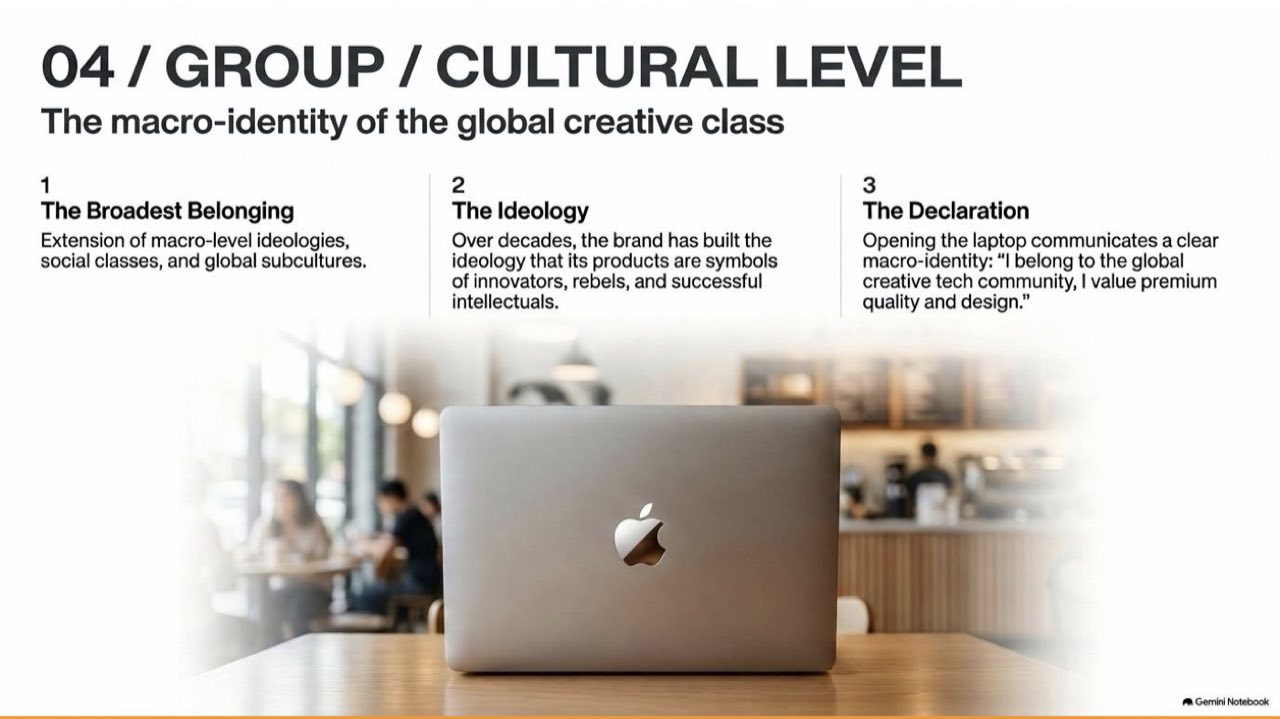 04 / GROUP / CULTURAL LEVEL
The macro-identity of the global creative class
1
The Broadest Belonging
Extension of macro-level ideologies,
social classes, and global subcultures.
2
The Ideology
Over decades, the brand has built the
ideology that its products are symbols
of innovators, rebels, and successful
intellectuals.
3
The Declaration
Opening the laptop communicates a clear
macro-identity: “I belong to the global
creative tech community, I value premium
quality and design.”
Gemini Notebook